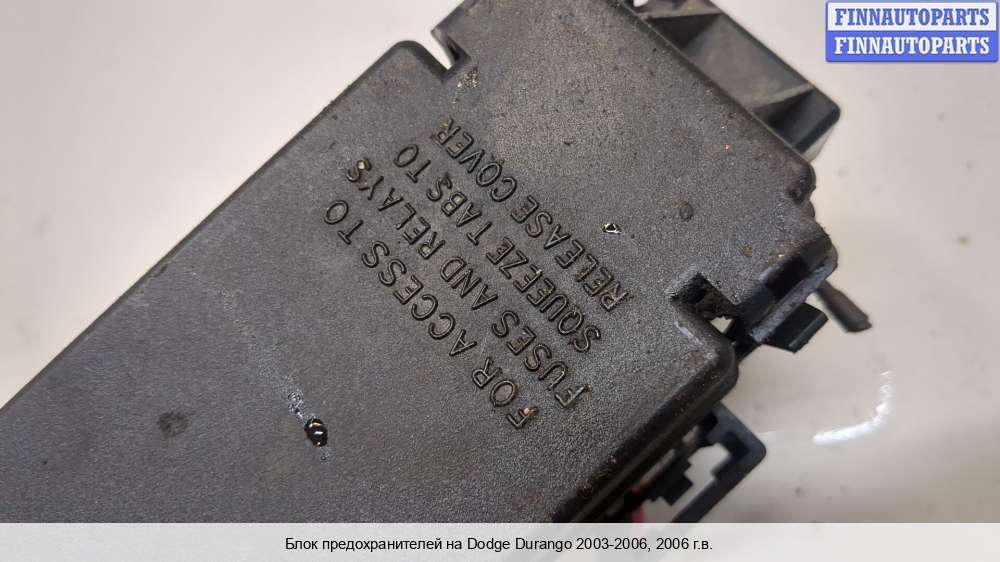 FINNAUTOPARTS
FINNAUTOPARTS
FOR ACCESS TO
FUSES AND RELAYS
SQUEEZE TABS TO
RELEASE COVER
Блок предохранителей на Dodge Durango 2003-2006, 2006 г.в.